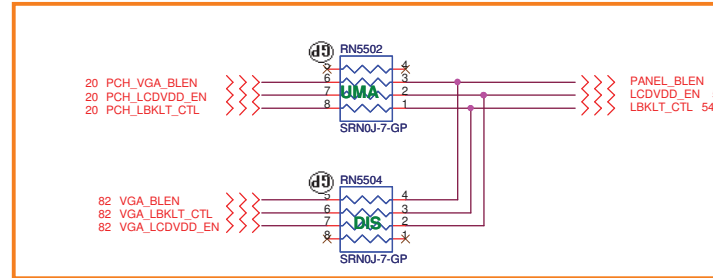 GP RN5502
5 4
20 PCH_VGA_BLEN 6 3 PANEL_BLEN
20 PCH_LCDVDD_EN 7 UMA 2 LCDVDD_EN
20 PCH_LBKLT_CTL 8 1 LBKLT_CTL 54
SRN0J-7-GP
GP RN5504
82 VGA_BLEN 5 4
82 VGA_LBKLT_CTL 6 3
82 VGA_LCDVDD_EN 7 DIS 2
8 1
SRN0J-7-GP